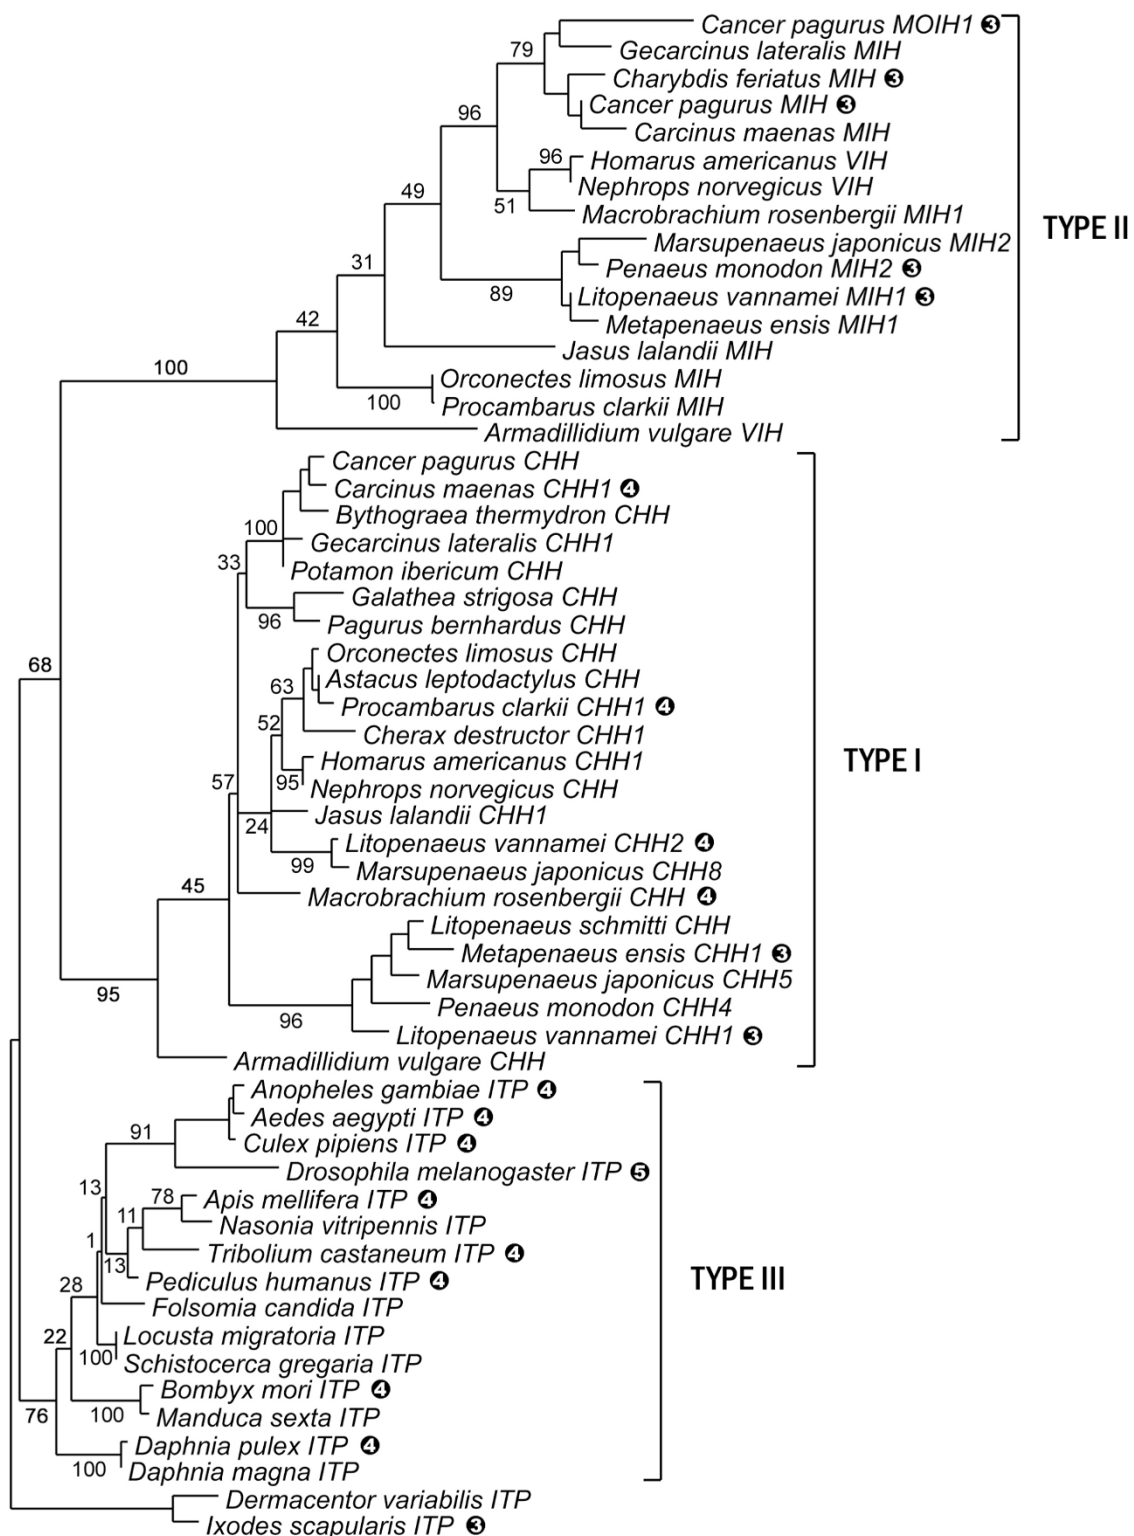 Cancer pagurus MOIH1 ❸
79
Gecarcinus lateralis MIH
Charybdis feriatus MIH ❸
Cancer pagurus MIH ❸
96
Carcinus maenas MIH
96
Homarus americanus VIH
Nephrops norvegicus VIH
49
51
Macrobrachium rosenbergii MIH1
TYPE II
Marsupenaeus japonicus MIH2
31
Penaeus monodon MIH2 ❸
89
Litopenaeus vannamei MIH1 ❸
42
Metapenaeus ensis MIH1
Jasus lalandii MIH
100
Orconectes limosus MIH
100
Procambarus clarkii MIH
Armadillidium vulgare VIH
Cancer pagurus CHH
Carcinus maenas CHH1 ❹
Bythograea thermydron CHH
100
Gecarcinus lateralis CHH1
33
Potamon ibericum CHH
Galathea strigosa CHH
96
Pagurus bernhardus CHH
Orconectes limosus CHH
68
Astacus leptodactylus CHH
63
Procambarus clarkii CHH1 ❹
52
Cherax destructor CHH1
Homarus americanus CHH1
TYPE I
57
95
Nephrops norvegicus CHH
Jasus lalandii CHH1
24
Litopenaeus vannamei CHH2 ❹
99
Marsupenaeus japonicus CHH8
45
Macrobrachium rosenbergii CHH ❹
Litopenaeus schmitti CHH
Metapenaeus ensis CHH1 ❸
Marsupenaeus japonicus CHH5
95
Penaeus monodon CHH4
96
Litopenaeus vannamei CHH1 ❸
Armadillidium vulgare CHH
Anopheles gambiae ITP ❹
Aedes aegypti ITP ❹
91
Culex pipiens ITP ❹
Drosophila melanogaster ITP ❺
13
78
Apis mellifera ITP ❹
11
Nasonia vitripennis ITP
1
Tribolium castaneum ITP ❹
13
Pediculus humanus ITP ❹
TYPE III
28
Folsomia candida ITP
22
Locusta migratoria ITP
100
Schistocerca gregaria ITP
Bombyx mori ITP ❹
76
100
Manduca sexta ITP
Daphnia pulex ITP ❹
100
Daphnia magna ITP
Dermacentor variabilis ITP
Ixodes scapularis ITP ❸